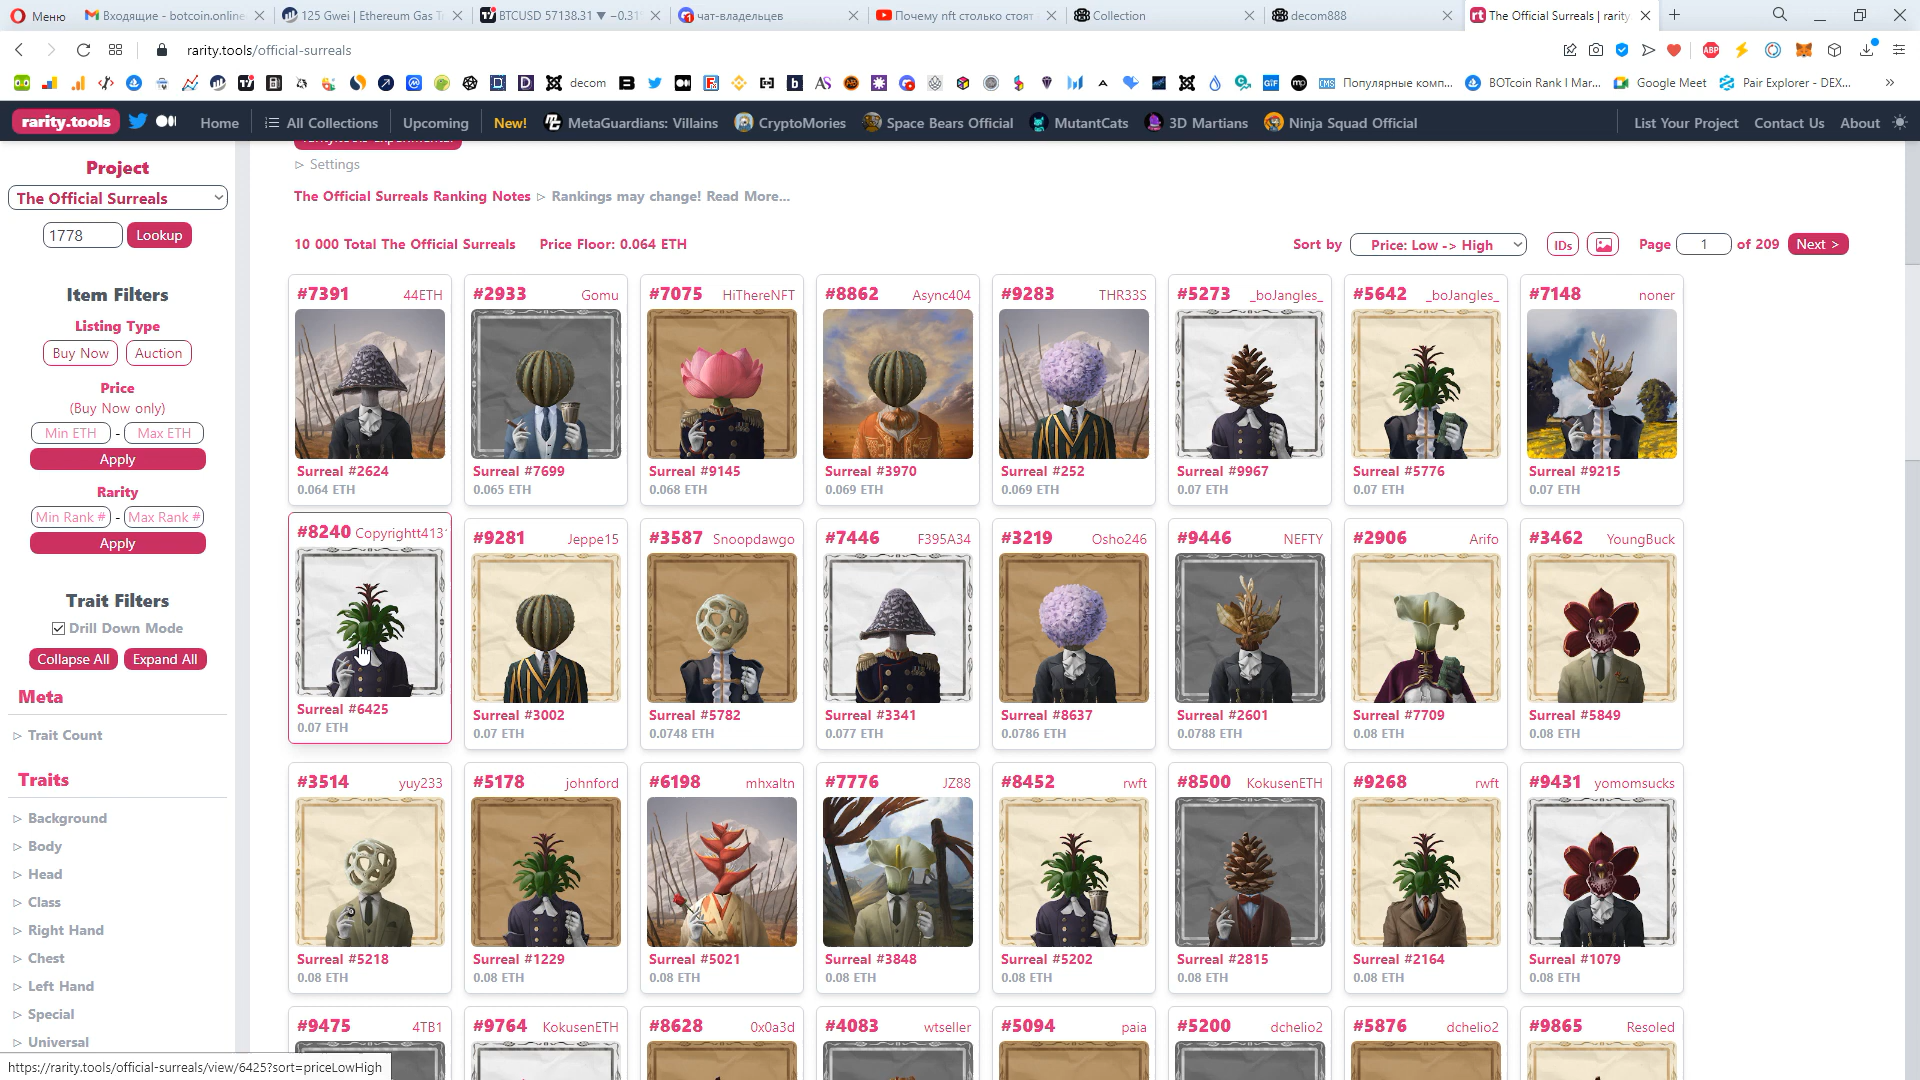 Меню
Входящие - botcoin.online
125 Gwei | Ethereum Gas T
BTCUSD 57138.31 ▼ −0.31
чат-владельцев
Почему nft столько стоят
Collection
decom888
The Official Surreals | rarity
rarity.tools/official-surreals
decom
Популярные комп...
BOTcoin Rank I Mar...
Google Meet
Pair Explorer - DEX...
rarity.tools
Home
All Collections
Upcoming
New!
MetaGuardians: Villains
CryptoMories
Space Bears Official
MutantCats
3D Martians
Ninja Squad Official
List Your Project
Contact Us
About
Settings
The Official Surreals Ranking Notes ▷ Rankings may change! Read More...
10 000 Total The Official Surreals
Price Floor: 0.064 ETH
Sort by
Price: Low -> High
IDs
Page 1 of 209
Next >
Project
The Official Surreals
1778
Lookup
Item Filters
Listing Type
Buy Now
Auction
Price
(Buy Now only)
Min ETH - Max ETH
Apply
Rarity
Min Rank # - Max Rank #
Apply
Trait Filters
Drill Down Mode
Collapse All
Expand All
Meta
Trait Count
Traits
Background
Body
Head
Class
Right Hand
Chest
Left Hand
Special
Universal
#7391 44ETH
Surreal #2624
0.064 ETH
#2933 Gomu
Surreal #7699
0.065 ETH
#7075 HiThereNFT
Surreal #9145
0.068 ETH
#8862 Async404
Surreal #3970
0.069 ETH
#9283 THR33S
Surreal #252
0.069 ETH
#5273 _boJangles_
Surreal #9967
0.07 ETH
#5642 _boJangles_
Surreal #5776
0.07 ETH
#7148 noner
Surreal #9215
0.07 ETH
#8240 Copyrightt413
Surreal #6425
0.07 ETH
#9281 Jeppe15
Surreal #3002
0.07 ETH
#3587 Snoopdawgo
Surreal #5782
0.0748 ETH
#7446 F395A34
Surreal #3341
0.077 ETH
#3219 Osho246
Surreal #8637
0.0786 ETH
#9446 NEFTY
Surreal #2601
0.0788 ETH
#2906 Arifo
Surreal #7709
0.08 ETH
#3462 YoungBuck
Surreal #5849
0.08 ETH
#3514 yuy233
Surreal #5218
0.08 ETH
#5178 johnford
Surreal #1229
0.08 ETH
#6198 mhxaltn
Surreal #5021
0.08 ETH
#7776 JZ88
Surreal #3848
0.08 ETH
#8452 rwft
Surreal #5202
0.08 ETH
#8500 KokusenETH
Surreal #2815
0.08 ETH
#9268 rwft
Surreal #2164
0.08 ETH
#9431 yomomsucks
Surreal #1079
0.08 ETH
#9475 4TB1
#9764 KokusenETH
#8628 0x0a3d
#4083 wtseller
#5094 paia
#5200 dchelio2
#5876 dchelio2
#9865 Resoled
https://rarity.tools/official-surreals/view/6425?sort=priceLowHigh